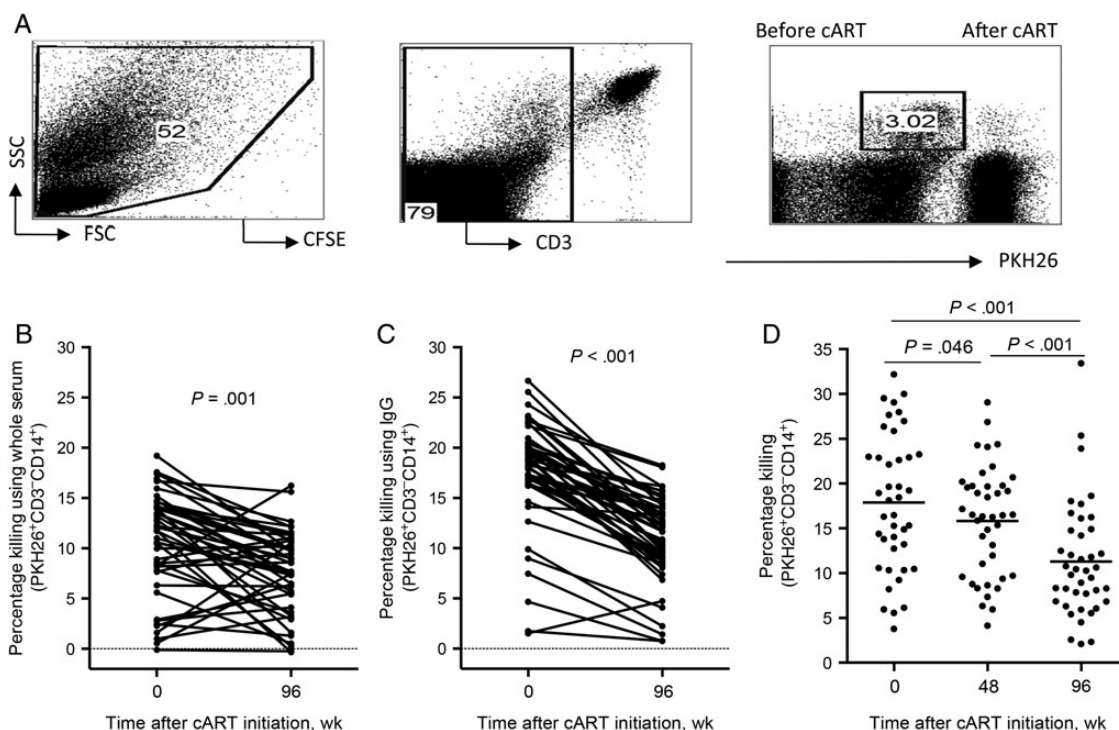 A
Before cART After cART
SSC
52
79
3.02
FSC
CFSE
CD3
PKH26
B
Percentage killing using whole serum
(PKH26⁺CD3⁻CD14⁺)
30
25
20
15
10
5
0
P = .001
0 96
Time after cART initiation, wk
C
Percentage killing using IgG
(PKH26⁺CD3⁻CD14⁺)
30
25
20
15
10
5
0
P < .001
0 96
Time after cART initiation, wk
D
Percentage killing
(PKH26⁺CD3⁻CD14⁺)
35
30
25
20
15
10
5
0
P < .001
P = .046 P < .001
0 48 96
Time after cART initiation, wk